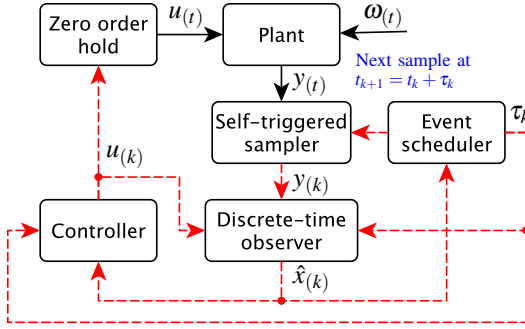 Zero order
hold
u(t)
Plant
ω(t)
Next sample at
tₖ₊₁ = tₖ + τₖ
y(t)
Self-triggered
sampler
Event
scheduler
τₖ
u(k)
y(k)
Controller
Discrete-time
observer
x̂(k)